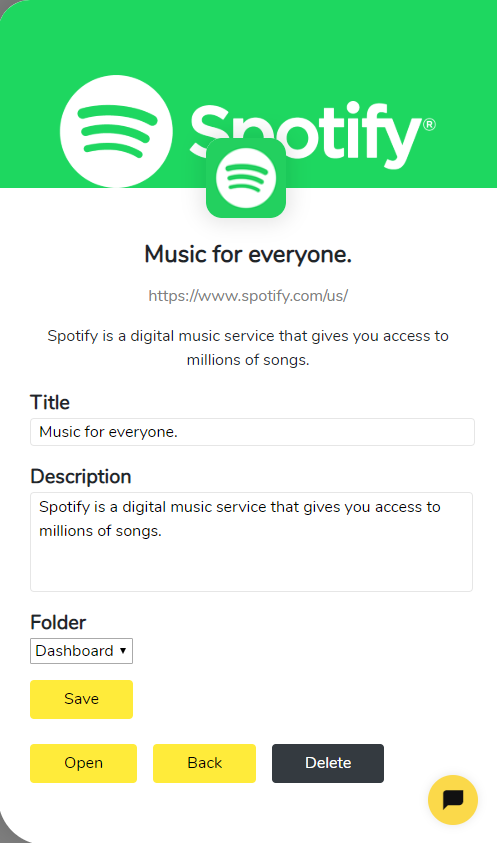 Spotify®
Music for everyone.
https://www.spotify.com/us/
Spotify is a digital music service that gives you access to
millions of songs.
Title
Music for everyone.
Description
Spotify is a digital music service that gives you access to
millions of songs.
Folder
Dashboard
Save
Open Back Delete